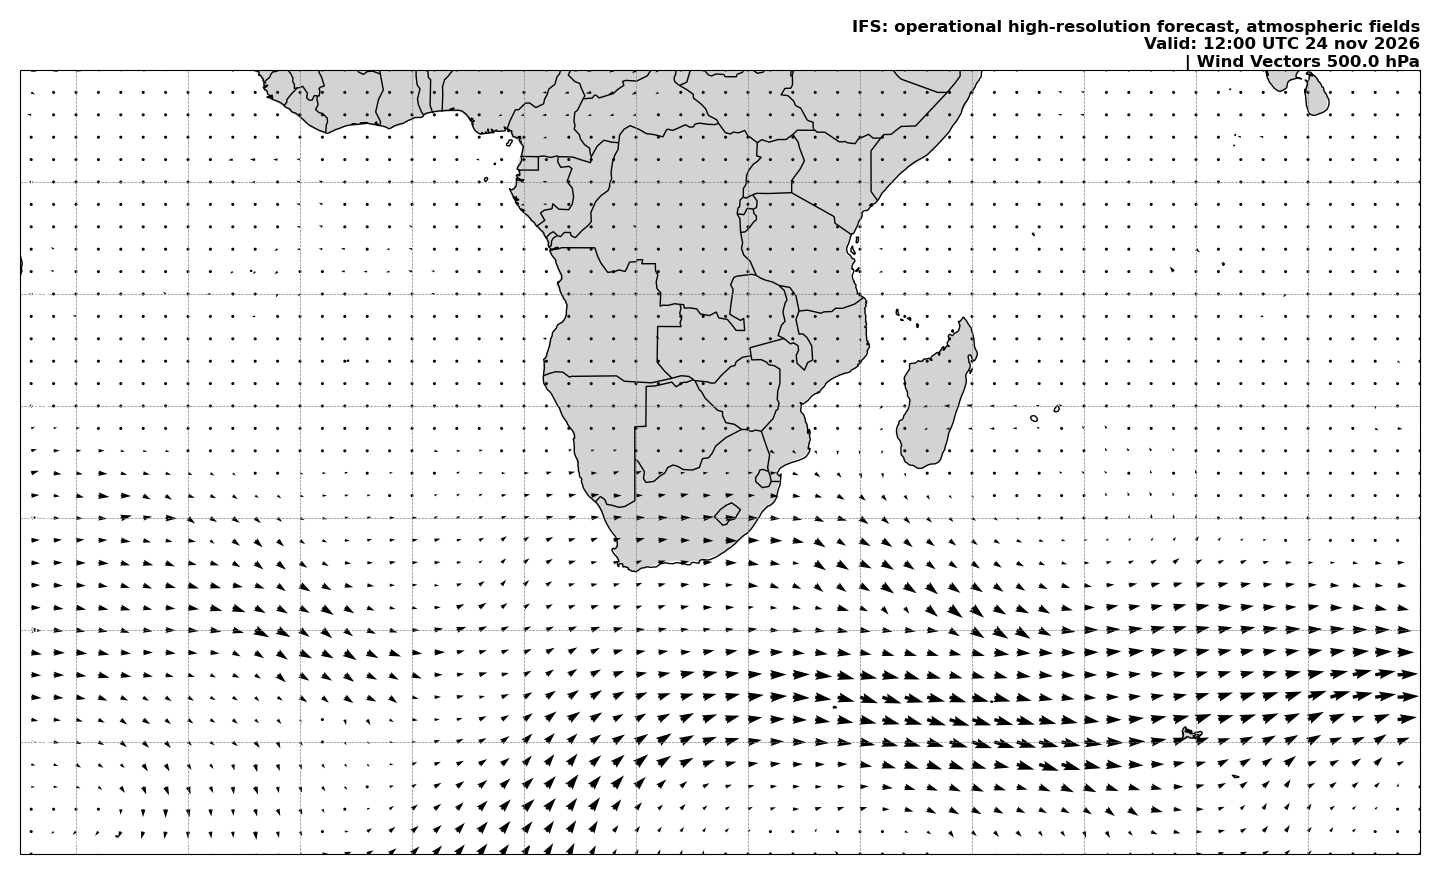 IFS: operational high-resolution forecast, atmospheric fields
Valid: 12:00 UTC 24 nov 2026
| Wind Vectors 500.0 hPa